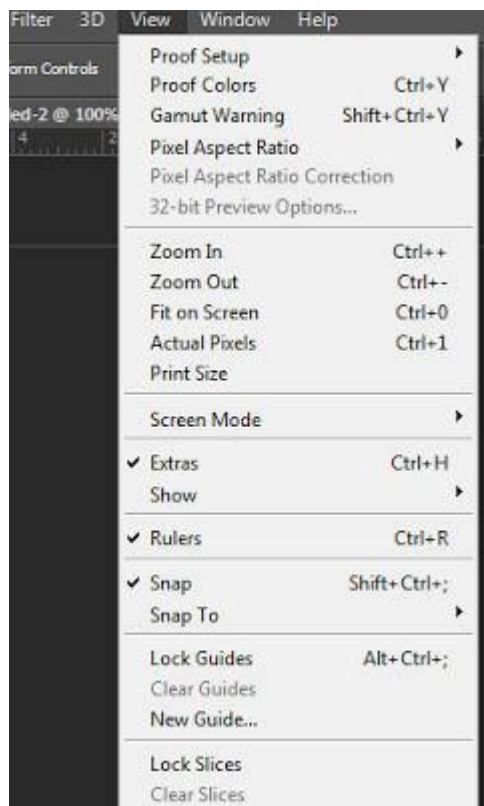 Filter 3D View Window Help
orm Controls
ed-2 @ 100%
4 2
Proof Setup
Proof Colors Ctrl+Y
Gamut Warning Shift+Ctrl+Y
Pixel Aspect Ratio
Pixel Aspect Ratio Correction
32-bit Preview Options...
Zoom In Ctrl++
Zoom Out Ctrl+-
Fit on Screen Ctrl+0
Actual Pixels Ctrl+1
Print Size
Screen Mode
Extras Ctrl+H
Show
Rulers Ctrl+R
Snap Shift+Ctrl+;
Snap To
Lock Guides Alt+Ctrl+;
Clear Guides
New Guide...
Lock Slices
Clear Slices